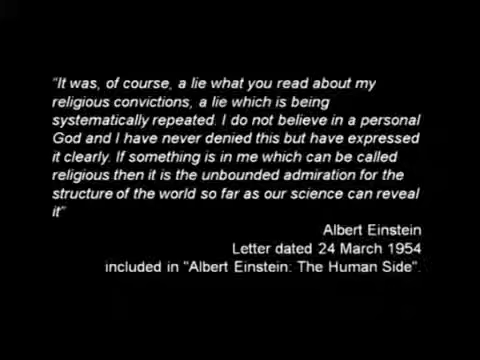 “It was, of course, a lie what you read about my
religious convictions, a lie which is being
systematically repeated. I do not believe in a personal
God and I have never denied this but have expressed
it clearly. If something is in me which can be called
religious then it is the unbounded admiration for the
structure of the world so far as our science can reveal
it”
Albert Einstein
Letter dated 24 March 1954
included in "Albert Einstein: The Human Side".